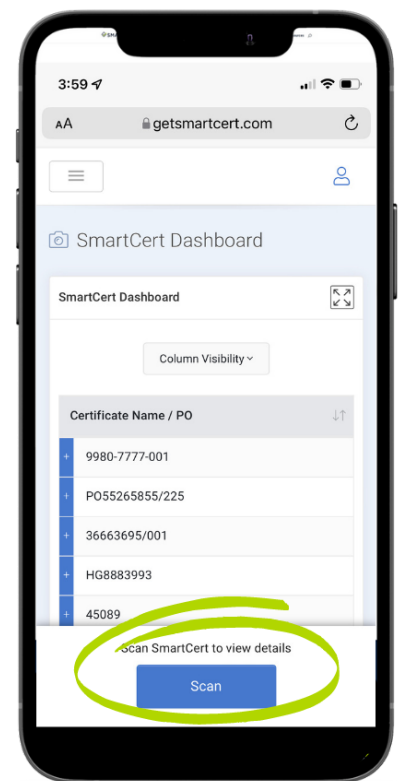 3:59
AA getsmartcert.com
SmartCert Dashboard
SmartCert Dashboard
Column Visibility
Certificate Name / PO
+ 9980-7777-001
+ PO55265855/225
+ 36663695/001
+ HG8883993
+ 45089
Scan SmartCert to view details
Scan